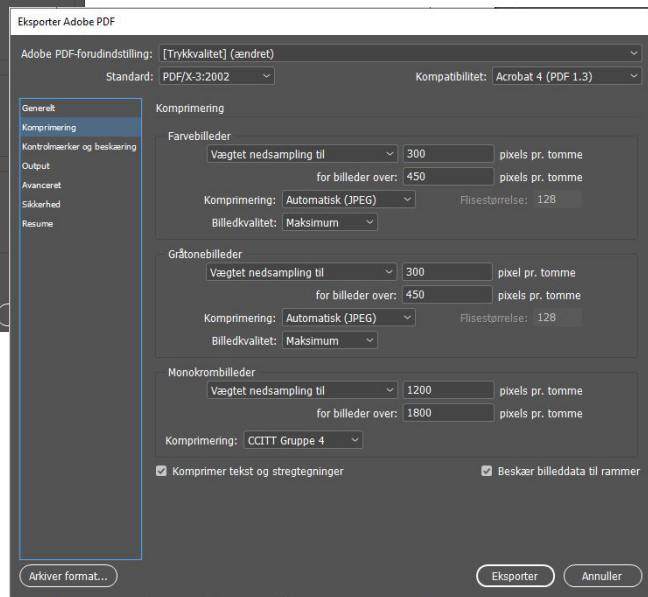 Eksporter Adobe PDF
Adobe PDF-forudindstilling: [Trykkvalitet] (ændret)
Standard: PDF/X-3:2002 Kompatibilitet: Acrobat 4 (PDF 1.3)
Generelt
Komprimering
Kontrolmærker og beskæring
Output
Avanceret
Sikkerhed
Resume
Komprimering
Farvebilleder
Vægtet nedsampling til 300 pixels pr. tomme
for billeder over: 450 pixels pr. tomme
Komprimering: Automatisk (JPEG) Flisestørrelse: 128
Billedkvalitet: Maksimum
Gråtonebilleder
Vægtet nedsampling til 300 pixel pr. tomme
for billeder over: 450 pixels pr. tomme
Komprimering: Automatisk (JPEG) Flisestørrelse: 128
Billedkvalitet: Maksimum
Monokrombilleder
Vægtet nedsampling til 1200 pixels pr. tomme
for billeder over: 1800 pixels pr. tomme
Komprimering: CCITT Gruppe 4
Komprimer tekst og stregtegninger Beskær billeddata til rammer
Arkiver format... Eksporter Annuller